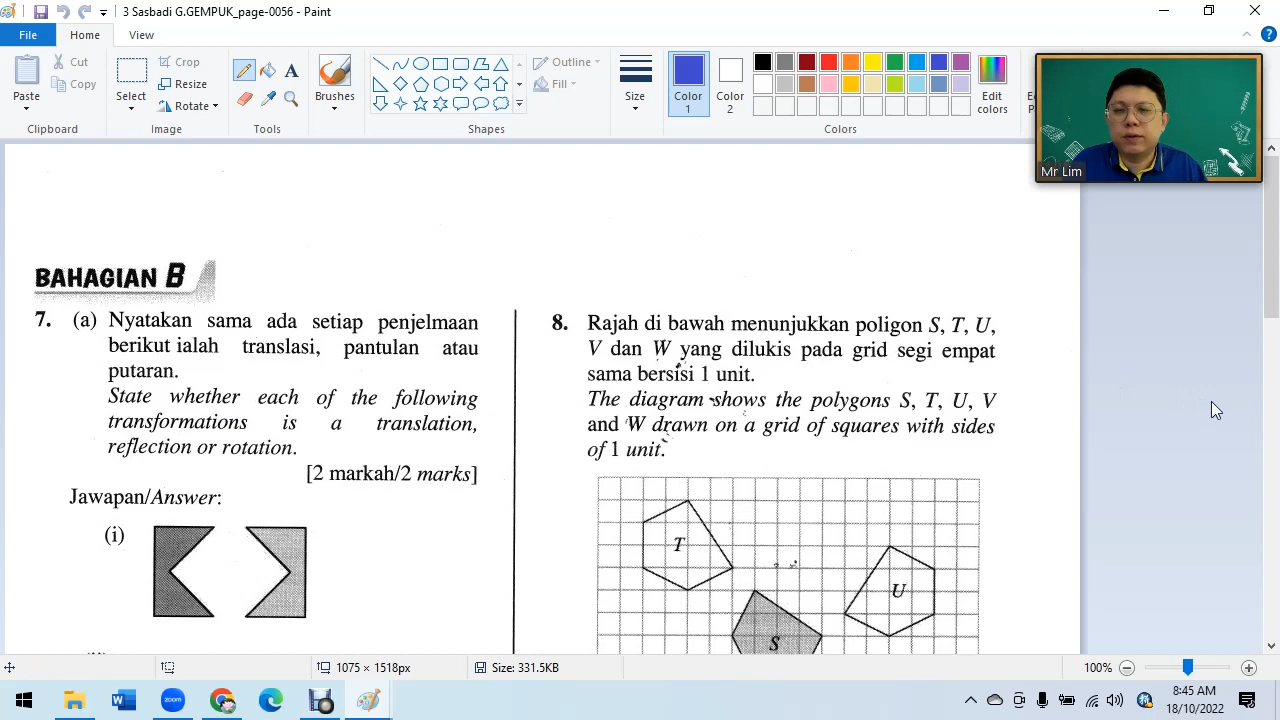 3 Sasbadi G.GEMPUK_page-0056 - Paint
File
Home
View
Paste
Cut
Copy
Clipboard
Select
Crop
Resize
Rotate
Image
Tools
Brushes
Outline
Fill
Shapes
Size
Color 1
Color 2
Edit colors
Colors
Mr Lim
BAHAGIAN B
7. (a) Nyatakan sama ada setiap penjelmaan
berikut ialah translasi, pantulan atau
putaran.
State whether each of the following
transformations is a translation,
reflection or rotation.
[2 markah/2 marks]
Jawapan/Answer:
(i)
8. Rajah di bawah menunjukkan poligon S, T, U,
V dan W yang dilukis pada grid segi empat
sama bersisi 1 unit.
The diagram shows the polygons S, T, U, V
and W drawn on a grid of squares with sides
of 1 unit.
T
U
S
1075 × 1518px
Size: 331.5KB
100%
zoom
8:45 AM
18/10/2022